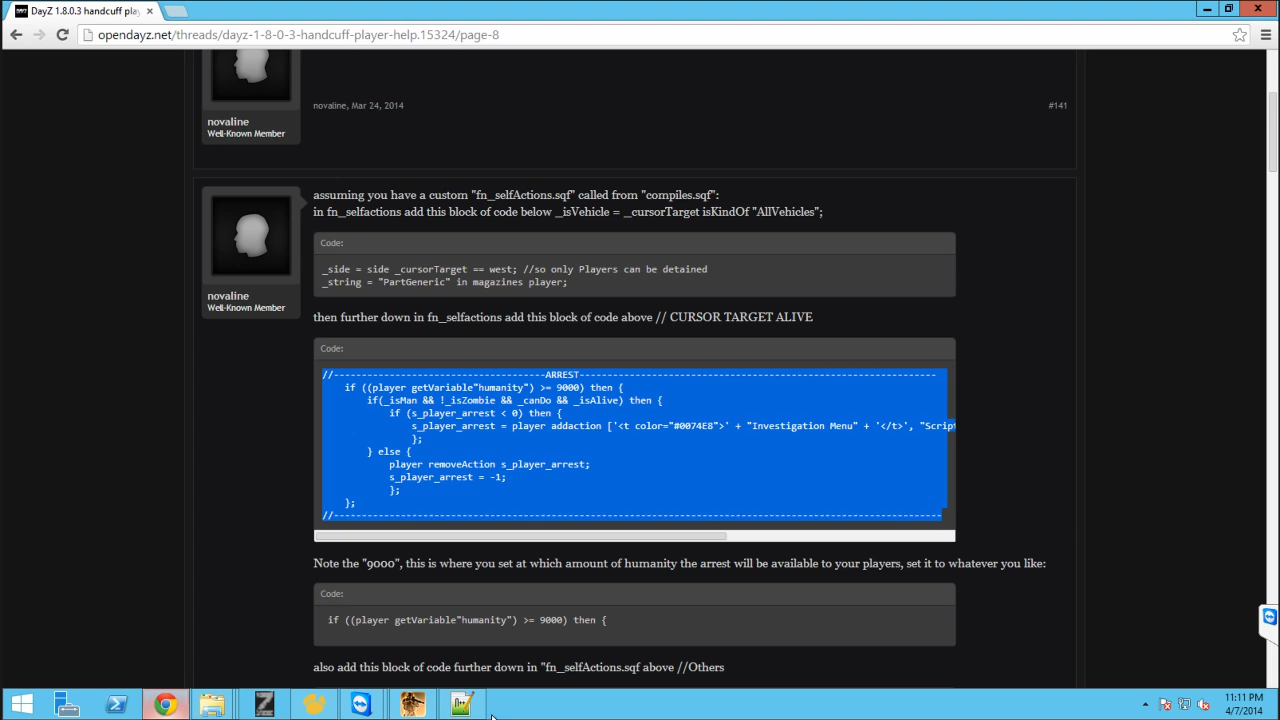 DayZ 1.8.0.3 handcuff play
opendayz.net/threads/dayz-1-8-0-3-handcuff-player-help.15324/page-8
novaline, Mar 24, 2014
#141
novaline
Well-Known Member
assuming you have a custom "fn_selfActions.sqf" called from "compiles.sqf":
in fn_selfactions add this block of code below _isVehicle = _cursorTarget isKindOf "AllVehicles";
Code:
_side = side _cursorTarget == west; //so only Players can be detained
_string = "PartGeneric" in magazines player;
novaline
Well-Known Member
then further down in fn_selfactions add this block of code above // CURSOR TARGET ALIVE
Code:
//--------------------------------------ARREST----------------------------------------------------------------
if ((player getVariable"humanity") >= 9000) then {
if(_isMan && !_isZombie && _canDo && _isAlive) then {
if (s_player_arrest < 0) then {
s_player_arrest = player addaction ['<t color="#0074E8">' + "Investigation Menu" + '</t>', "Script
};
} else {
player removeAction s_player_arrest;
s_player_arrest = -1;
};
};
//-------------------------------------------------------------------------------------------------------------
Note the "9000", this is where you set at which amount of humanity the arrest will be available to your players, set it to whatever you like:
Code:
if ((player getVariable"humanity") >= 9000) then {
also add this block of code further down in "fn_selfActions.sqf above //Others
11:11 PM
4/7/2014